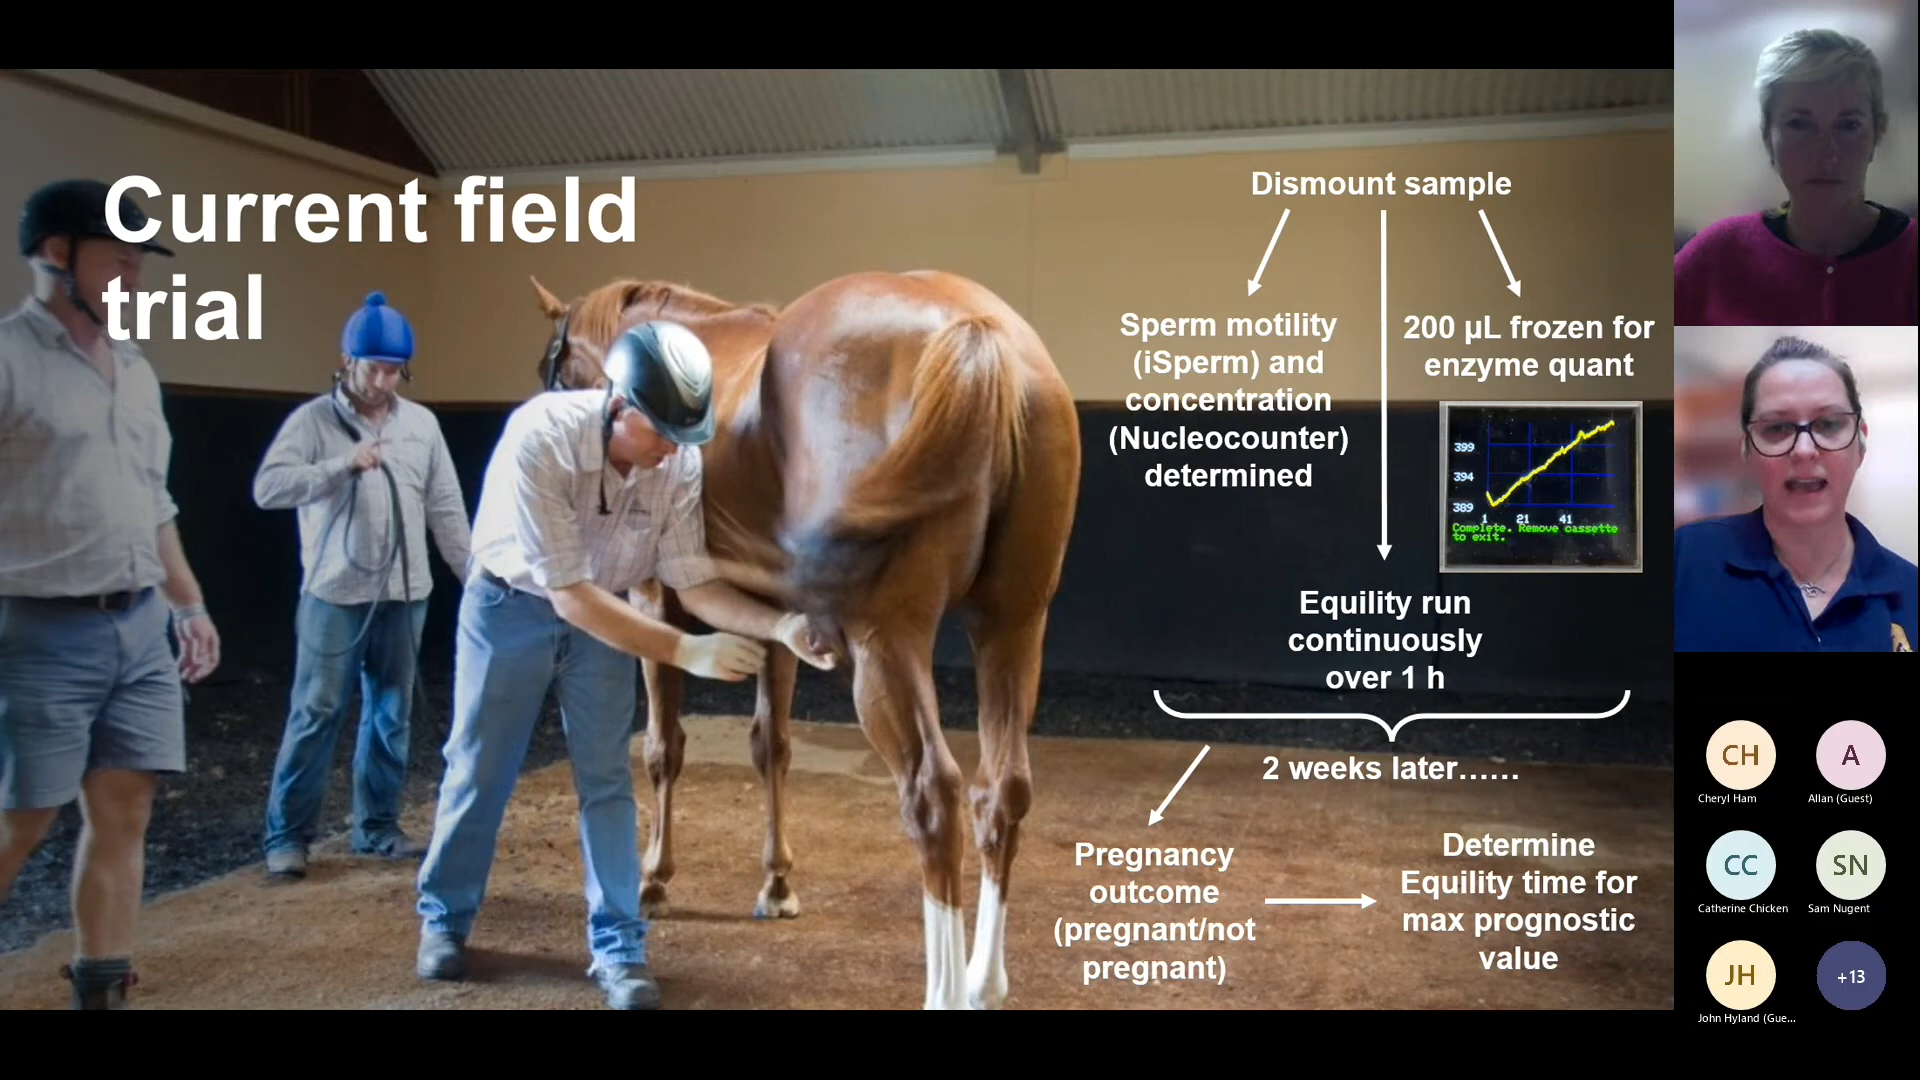 Current field
trial
Dismount sample
Sperm motility
(iSperm) and
concentration
(Nucleocounter)
determined
200 µL frozen for
enzyme quant
399
394
389
1 21 41
Complete. Remove cassette
to exit.
Equility run
continuously
over 1 h
2 weeks later......
Pregnancy
outcome
(pregnant/not
pregnant)
Determine
Equility time for
max prognostic
value
CH
Cheryl Ham
A
Allan (Guest)
CC
Catherine Chicken
SN
Sam Nugent
JH
John Hyland (Gue...
+13